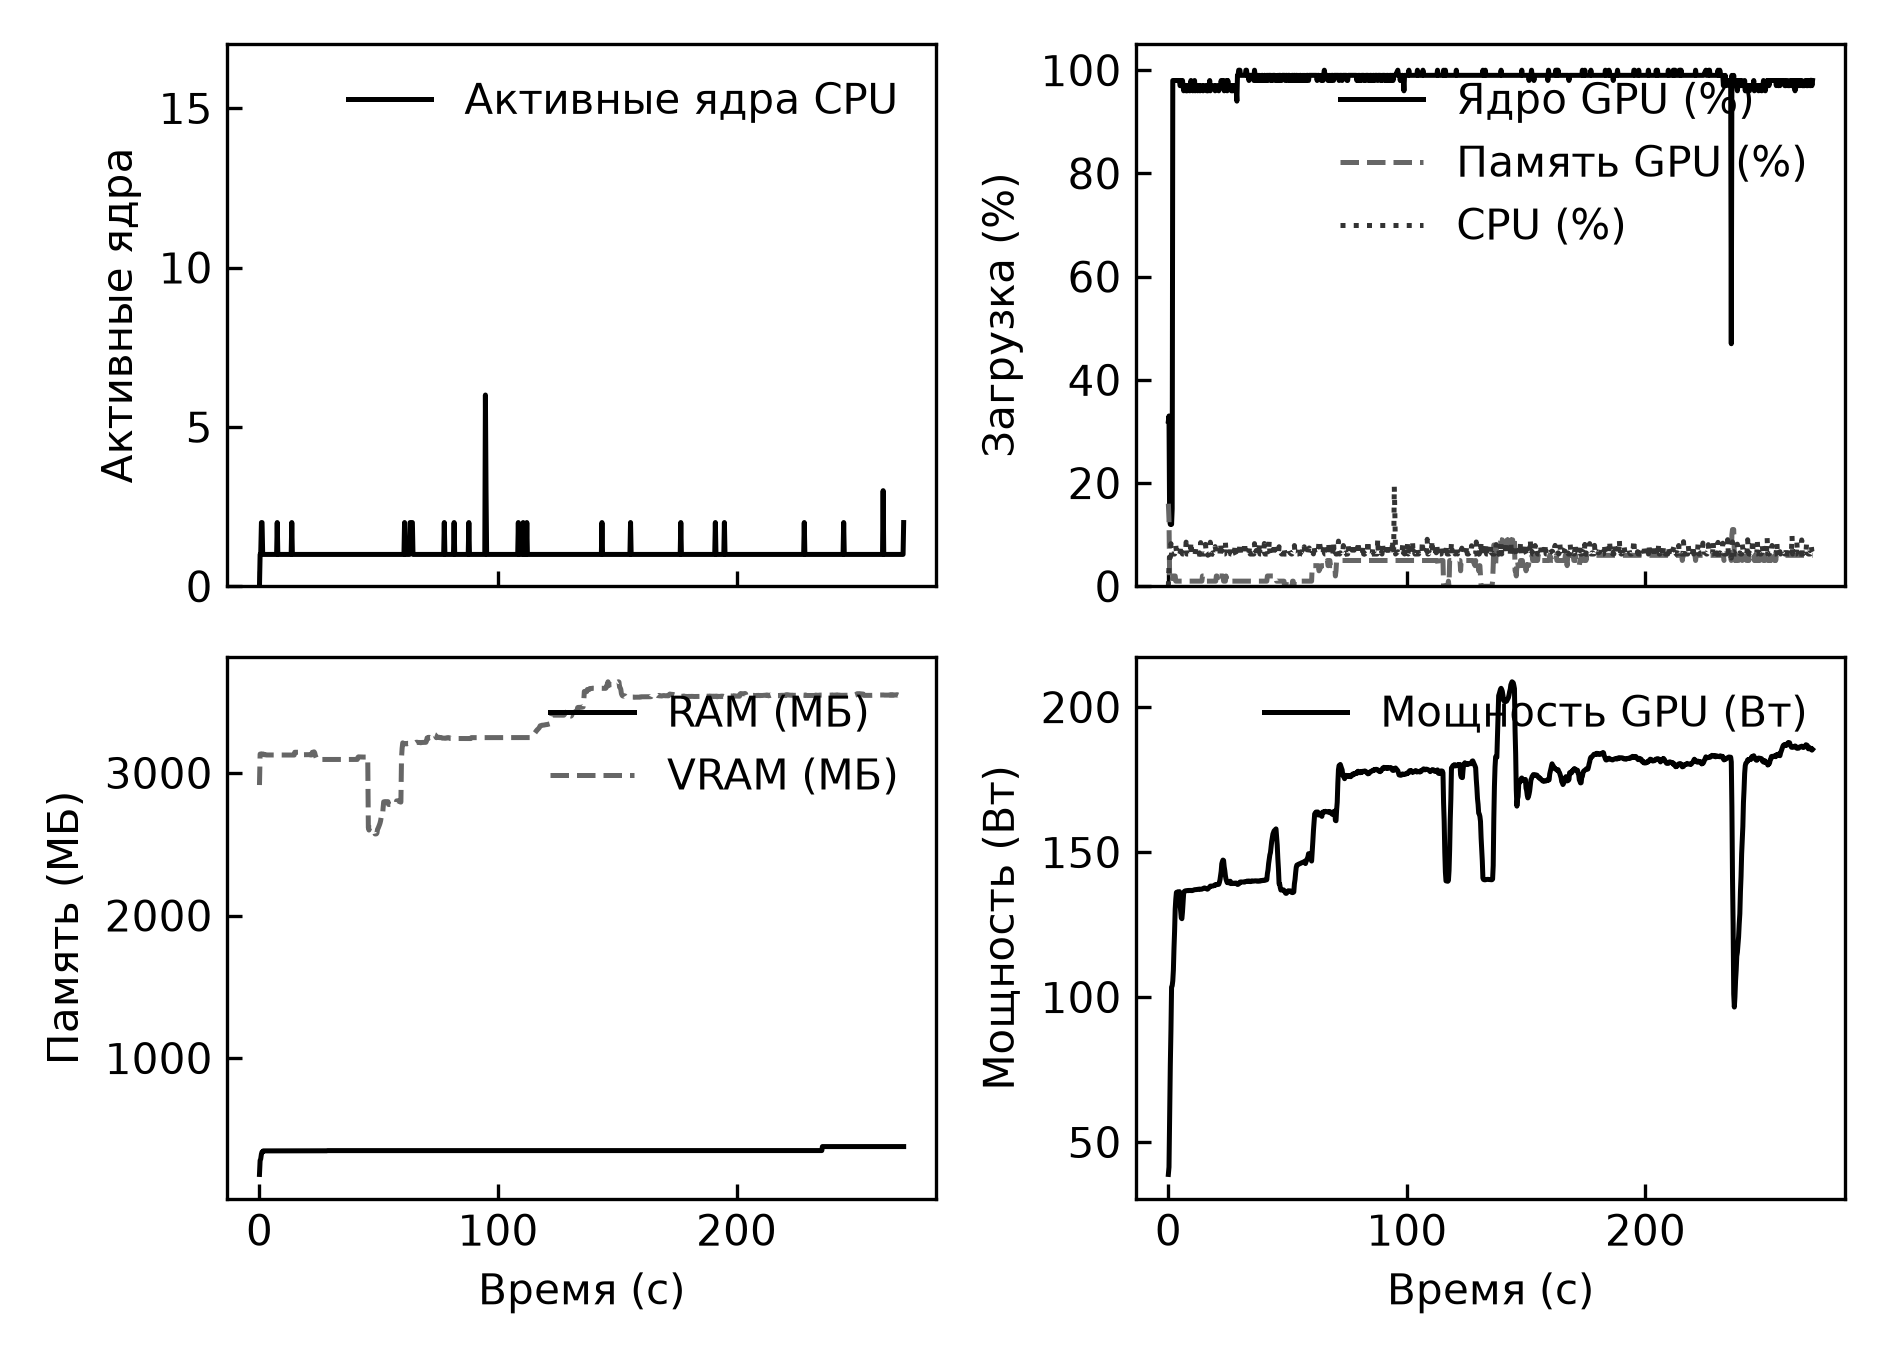 Активные ядра
15
10
5
0
Активные ядра CPU
Загрузка (%)
100
80
60
40
20
0
Ядро GPU (%)
Память GPU (%)
CPU (%)
Память (МБ)
3000
2000
1000
RAM (МБ)
VRAM (МБ)
0 100 200
Время (с)
Мощность (Вт)
200
150
100
50
Мощность GPU (Вт)
0 100 200
Время (с)